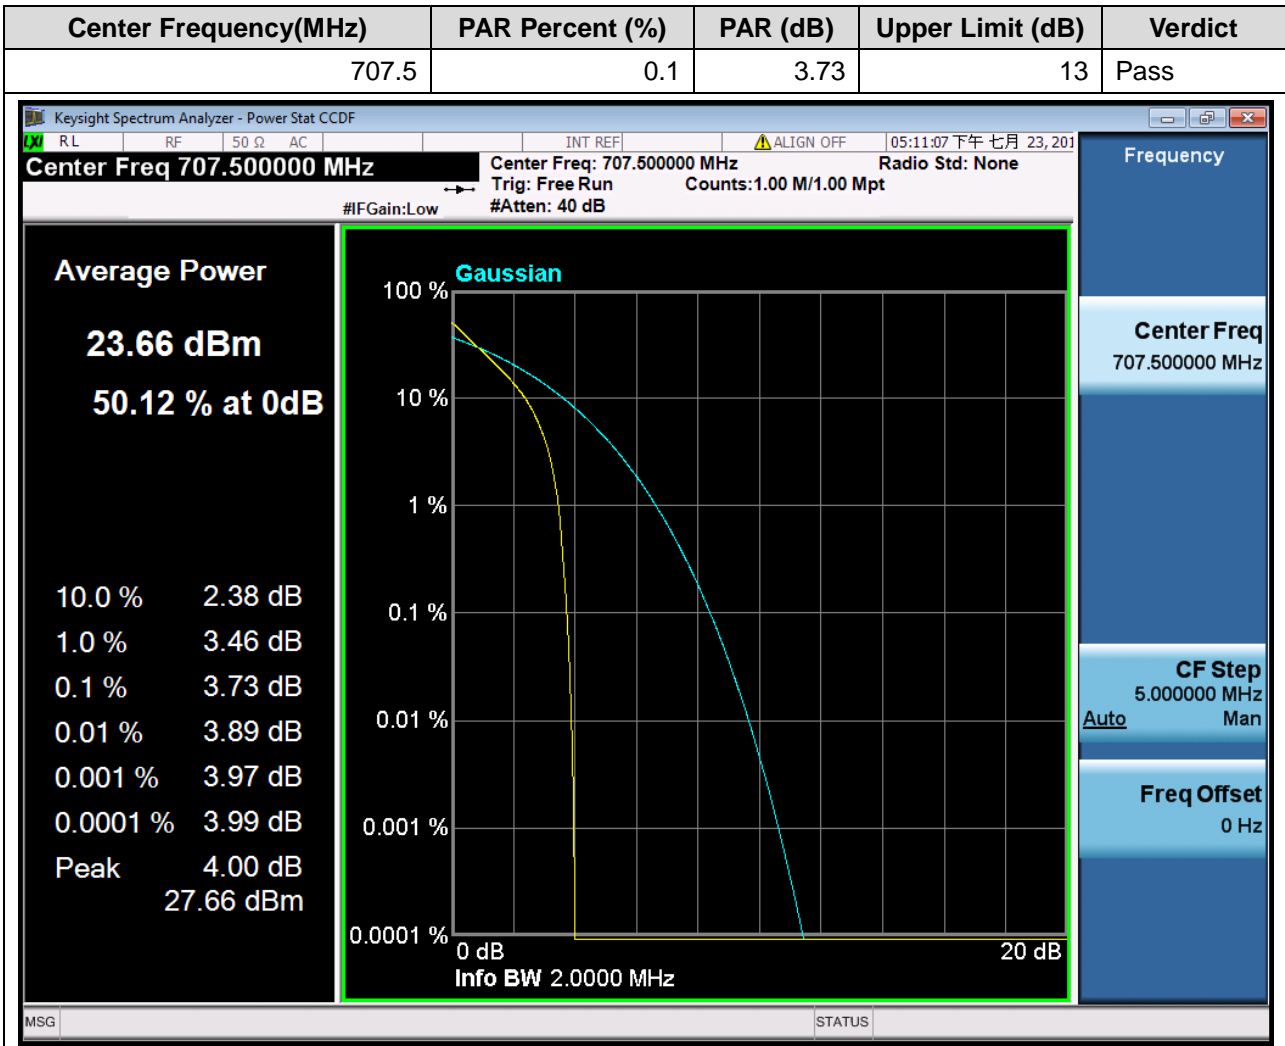 Center Frequency(MHz) PAR Percent (%) PAR (dB) Upper Limit (dB) Verdict
707.5 0.1 3.73 13 Pass
Keysight Spectrum Analyzer - Power Stat CCDF
LXI RL RF 50 Ω AC INT REF ALIGN OFF 05:11:07 下午 七月 23, 201
Center Freq 707.500000 MHz
Center Freq: 707.500000 MHz Radio Std: None
Trig: Free Run Counts:1.00 M/1.00 Mpt
#IFGain:Low #Atten: 40 dB
Frequency
Average Power
23.66 dBm
50.12 % at 0dB
10.0 % 2.38 dB
1.0 % 3.46 dB
0.1 % 3.73 dB
0.01 % 3.89 dB
0.001 % 3.97 dB
0.0001 % 3.99 dB
Peak 4.00 dB
27.66 dBm
Gaussian
100 %
10 %
1 %
0.1 %
0.01 %
0.001 %
0.0001 %
0 dB 20 dB
Info BW 2.0000 MHz
Center Freq
707.500000 MHz
CF Step
5.000000 MHz
Auto Man
Freq Offset
0 Hz
MSG STATUS